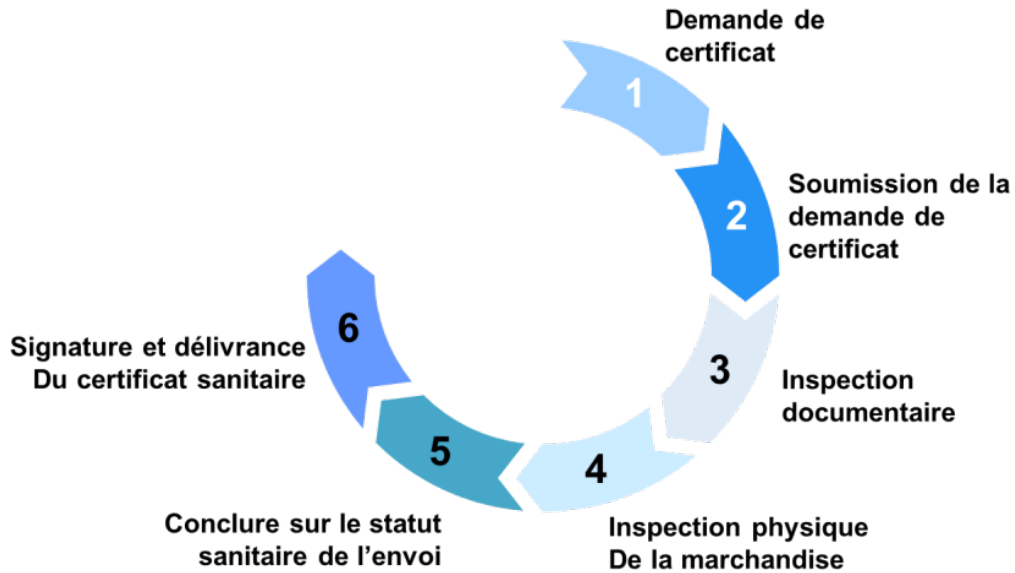 1
Demande de
certificat
2
Soumission de la
demande de
certificat
3
Inspection
documentaire
4
Inspection physique
De la marchandise
5
Conclure sur le statut
sanitaire de l’envoi
6
Signature et délivrance
Du certificat sanitaire